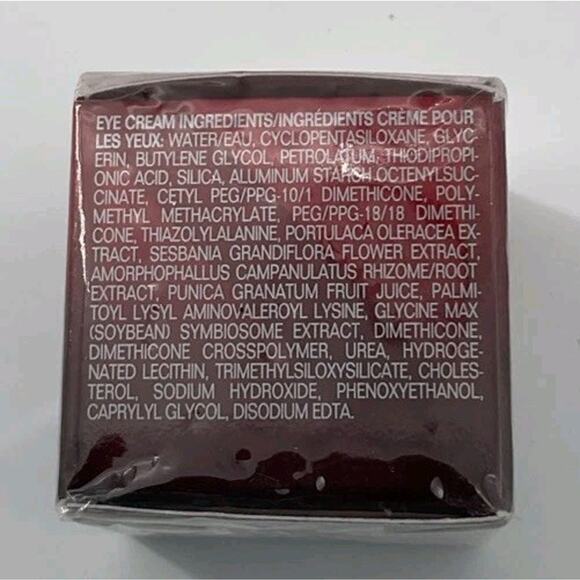 EYE CREAM INGREDIENTS/INGRÉDIENTS CRÈME POUR
LES YEUX: WATER/EAU, CYCLOPENTASILOXANE, GLYC-
ERIN, BUTYLENE GLYCOL, PETROLATUM, THIODIPROPI-
ONIC ACID, SILICA, ALUMINUM STARCH OCTENYLSUC-
CINATE, CETYL PEG/PPG-10/1 DIMETHICONE, POLY-
METHYL METHACRYLATE, PEG/PPG-18/18 DIMETHI-
CONE, THIAZOLYLALANINE, PORTULACA OLERACEA EX-
TRACT, SESBANIA GRANDIFLORA FLOWER EXTRACT,
AMORPHOPHALLUS CAMPANULATUS RHIZOME/ROOT
EXTRACT, PUNICA GRANATUM FRUIT JUICE, PALMI-
TOYL LYSYL AMINOVALEROYL LYSINE, GLYCINE MAX
(SOYBEAN) SYMBIOSOME EXTRACT, DIMETHICONE,
DIMETHICONE CROSSPOLYMER, UREA, HYDROGE-
NATED LECITHIN, TRIMETHYLSILOXYSILICATE, CHOLES-
TEROL, SODIUM HYDROXIDE, PHENOXYETHANOL,
CAPRYLYL GLYCOL, DISODIUM EDTA.